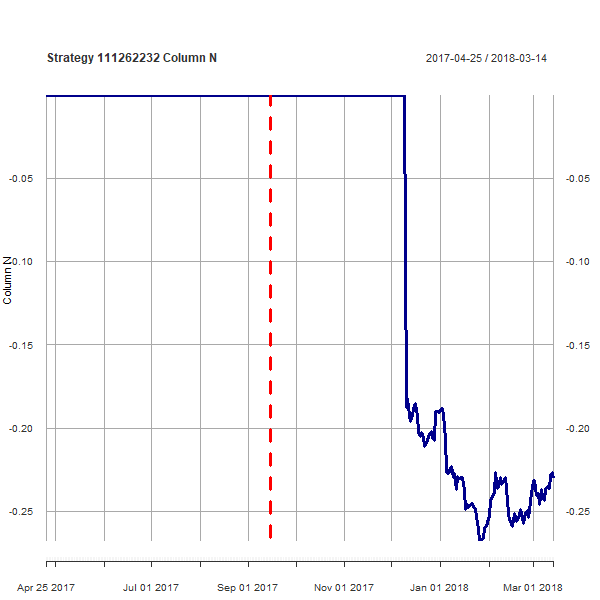 Strategy 111262232 Column N
2017-04-25 / 2018-03-14
-0.05
-0.05
-0.10
-0.10
-0.15
-0.15
-0.20
-0.20
-0.25
-0.25
Column N
Apr 25 2017
Jul 01 2017
Sep 01 2017
Nov 01 2017
Jan 01 2018
Mar 01 2018